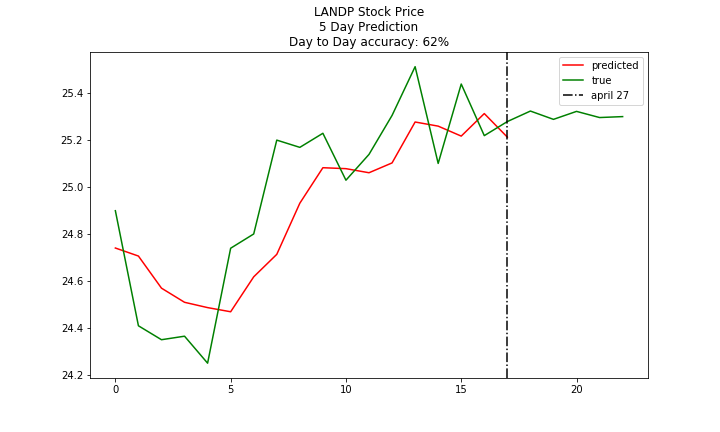 LANDP Stock Price
5 Day Prediction
Day to Day accuracy: 62%
predicted
true
april 27
25.4
25.2
25.0
24.8
24.6
24.4
24.2
0
5
10
15
20